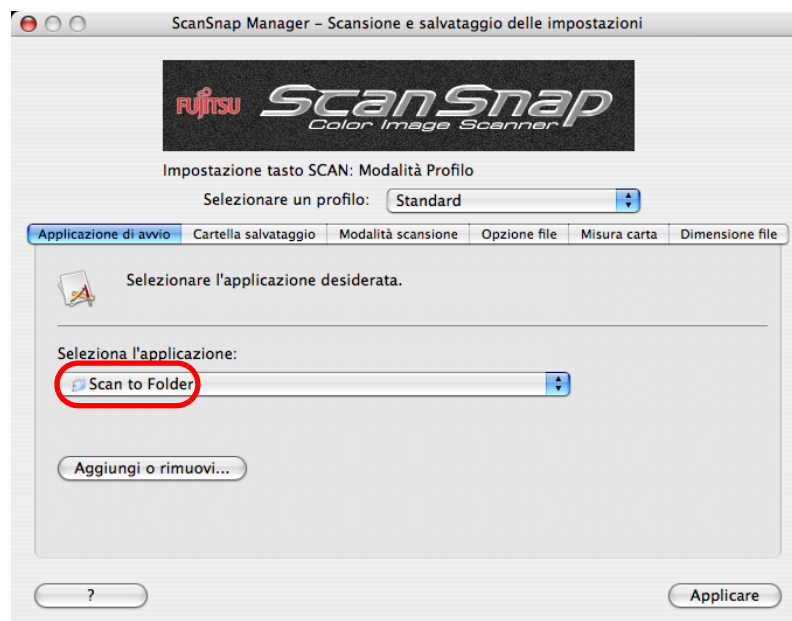 ScanSnap Manager – Scansione e salvataggio delle impostazioni
FUJITSU ScanSnap
Color Image Scanner
Impostazione tasto SCAN: Modalità Profilo
Selezionare un profilo: Standard
Applicazione di avvio Cartella salvataggio Modalità scansione Opzione file Misura carta Dimensione file
Selezionare l'applicazione desiderata.
Seleziona l'applicazione:
Scan to Folder
Aggiungi o rimuovi...
? Applicare